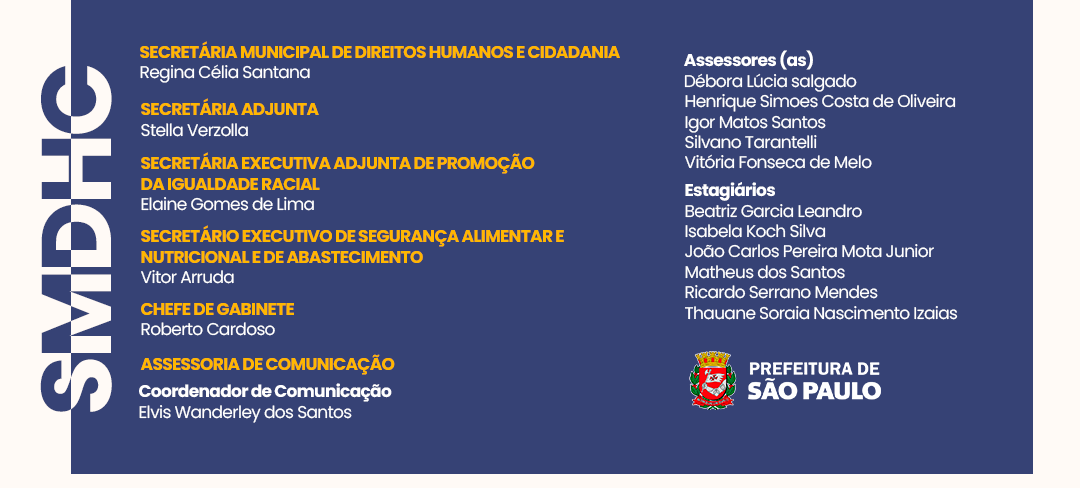 SMDHC
SECRETÁRIA MUNICIPAL DE DIREITOS HUMANOS E CIDADANIA
Regina Célia Santana
SECRETÁRIA ADJUNTA
Stella Verzolla
SECRETÁRIA EXECUTIVA ADJUNTA DE PROMOÇÃO
DA IGUALDADE RACIAL
Elaine Gomes de Lima
SECRETÁRIO EXECUTIVO DE SEGURANÇA ALIMENTAR E
NUTRICIONAL E DE ABASTECIMENTO
Vitor Arruda
CHEFE DE GABINETE
Roberto Cardoso
ASSESSORIA DE COMUNICAÇÃO
Coordenador de Comunicação
Elvis Wanderley dos Santos
Assessores (as)
Débora Lúcia salgado
Henrique Simoes Costa de Oliveira
Igor Matos Santos
Silvano Tarantelli
Vitória Fonseca de Melo
Estagiários
Beatriz Garcia Leandro
Isabela Koch Silva
João Carlos Pereira Mota Junior
Matheus dos Santos
Ricardo Serrano Mendes
Thauane Soraia Nascimento Izaias
PREFEITURA DE
SÃO PAULO